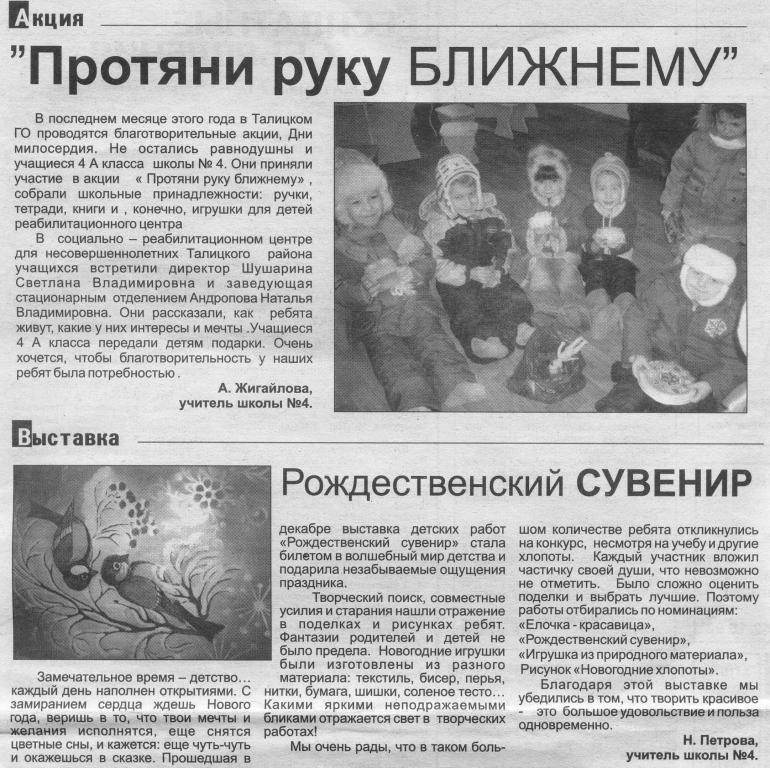 Акция
"Протяни руку БЛИЖНЕМУ"
В последнем месяце этого года в Талицком
ГО проводятся благотворительные акции, Дни
милосердия. Не остались равнодушны и
учащиеся 4 А класса школы № 4. Они приняли
участие в акции « Протяни руку ближнему» ,
собрали школьные принадлежности: ручки,
тетради, книги и , конечно, игрушки для детей
реабилитационного центра
В социально – реабилитационном центре
для несовершеннолетних Талицкого района
учащихся встретили директор Шушарина
Светлана Владимировна и заведующая
стационарным отделением Андропова Наталья
Владимировна. Они рассказали, как ребята
живут, какие у них интересы и мечты .Учащиеся
4 А класса передали детям подарки. Очень
хочется, чтобы благотворительность у наших
ребят была потребностью .
А. Жигайлова,
учитель школы №4.
Выставка
Рождественский СУВЕНИР
Замечательное время – детство…
каждый день наполнен открытиями. С
замиранием сердца ждешь Нового
года, веришь в то, что твои мечты и
желания исполнятся, еще снятся
цветные сны, и кажется: еще чуть-чуть
и окажешься в сказке. Прошедшая в
декабре выставка детских работ
«Рождественский сувенир» стала
билетом в волшебный мир детства и
подарила незабываемые ощущения
праздника.
Творческий поиск, совместные
усилия и старания нашли отражение
в поделках и рисунках ребят.
Фантазии родителей и детей не
было предела. Новогодние игрушки
были изготовлены из разного
материала: текстиль, бисер, перья,
нитки, бумага, шишки, соленое тесто…
Какими яркими неподражаемыми
бликами отражается свет в творческих
работах!
Мы очень рады, что в таком боль-
шом количестве ребята откликнулись
на конкурс, несмотря на учебу и другие
хлопоты. Каждый участник вложил
частичку своей души, что невозможно
не отметить. Было сложно оценить
поделки и выбрать лучшие. Поэтому
работы отбирались по номинациям:
«Елочка - красавица»,
«Рождественский сувенир»,
«Игрушка из природного материала»,
Рисунок «Новогодние хлопоты».
Благодаря этой выставке мы
убедились в том, что творить красивое
- это большое удовольствие и польза
одновременно.
Н. Петрова,
учитель школы №4.